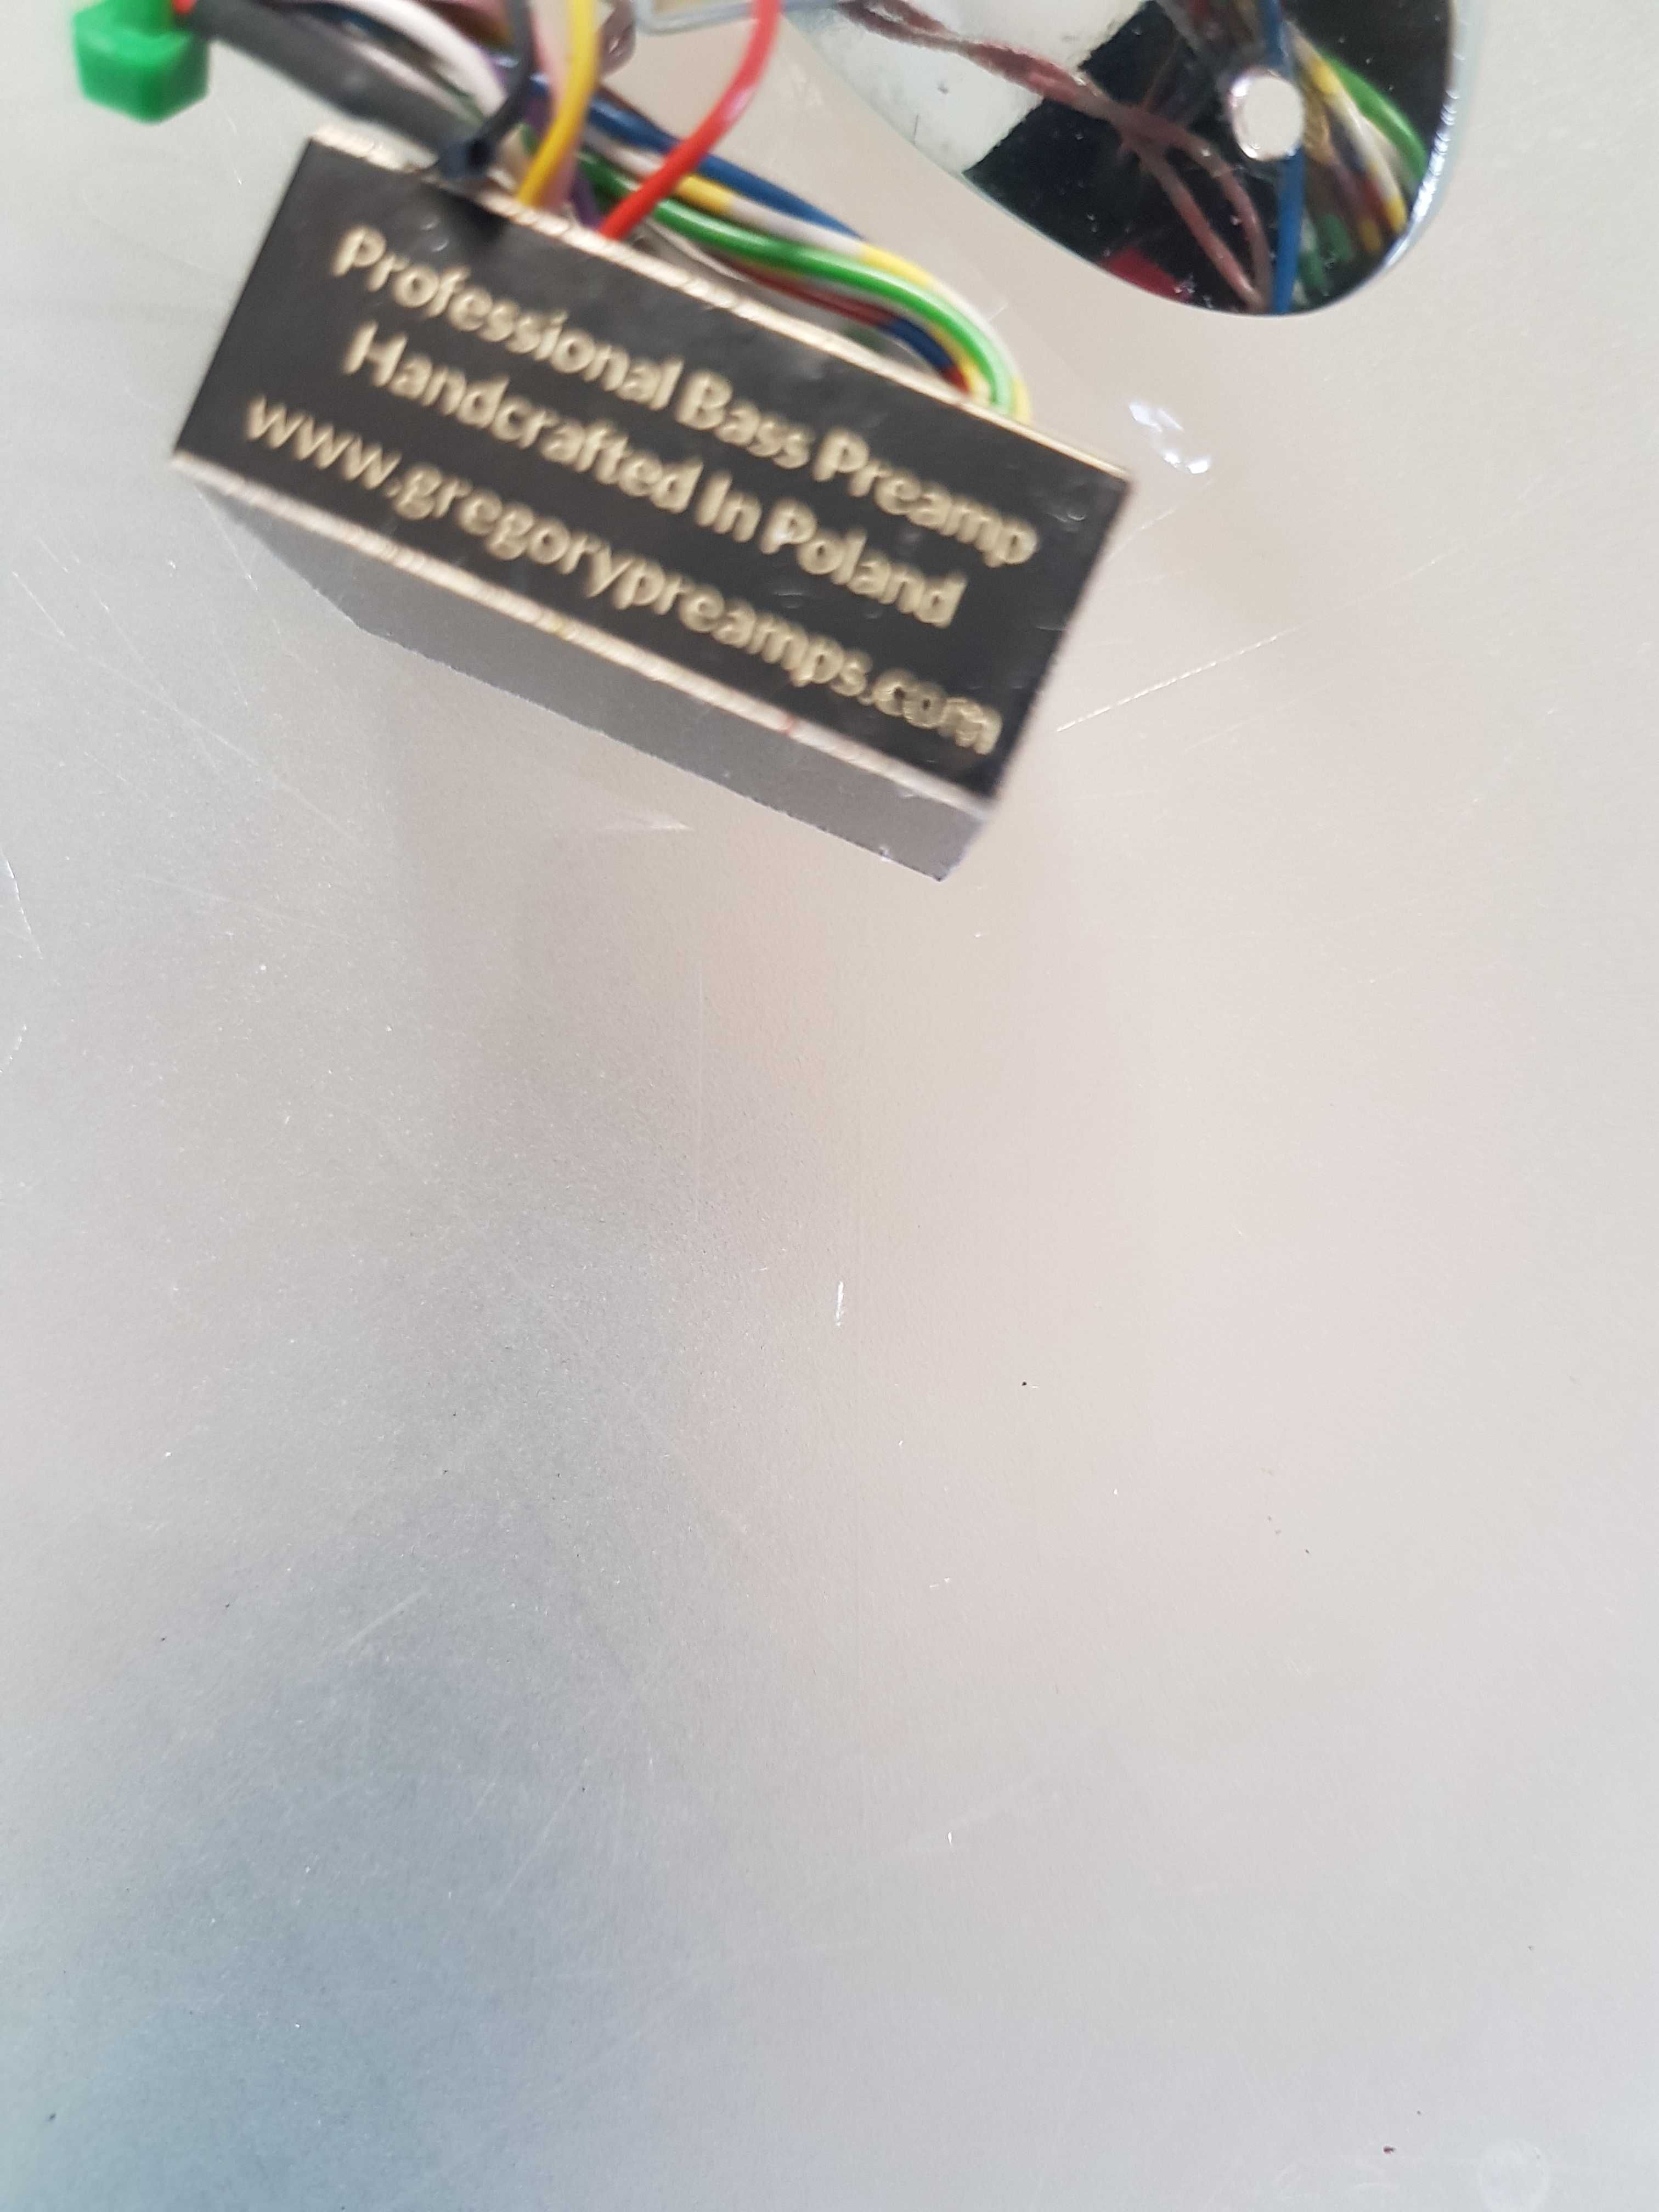 Professional Bass Preamp
Handcrafted In Poland
www.gregorypreamps.com